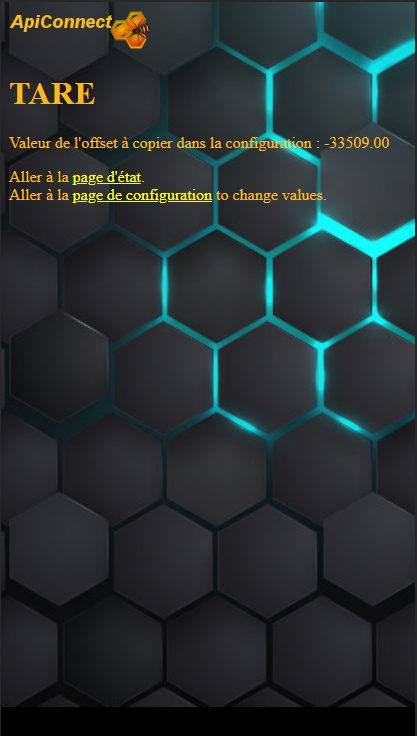 ApiConnect
TARE
Valeur de l'offset à copier dans la configuration : -33509.00
Aller à la page d'état.
Aller à la page de configuration to change values.